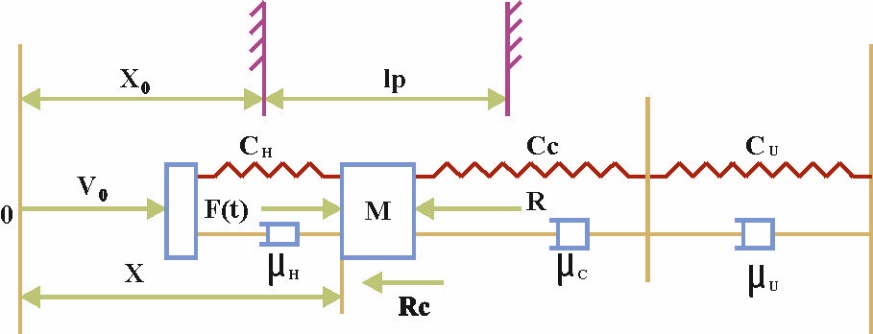 X₀ lp
C_H Cc C_U
V₀ F(t) M R
0
μ_H μ_C μ_U
X
Rc